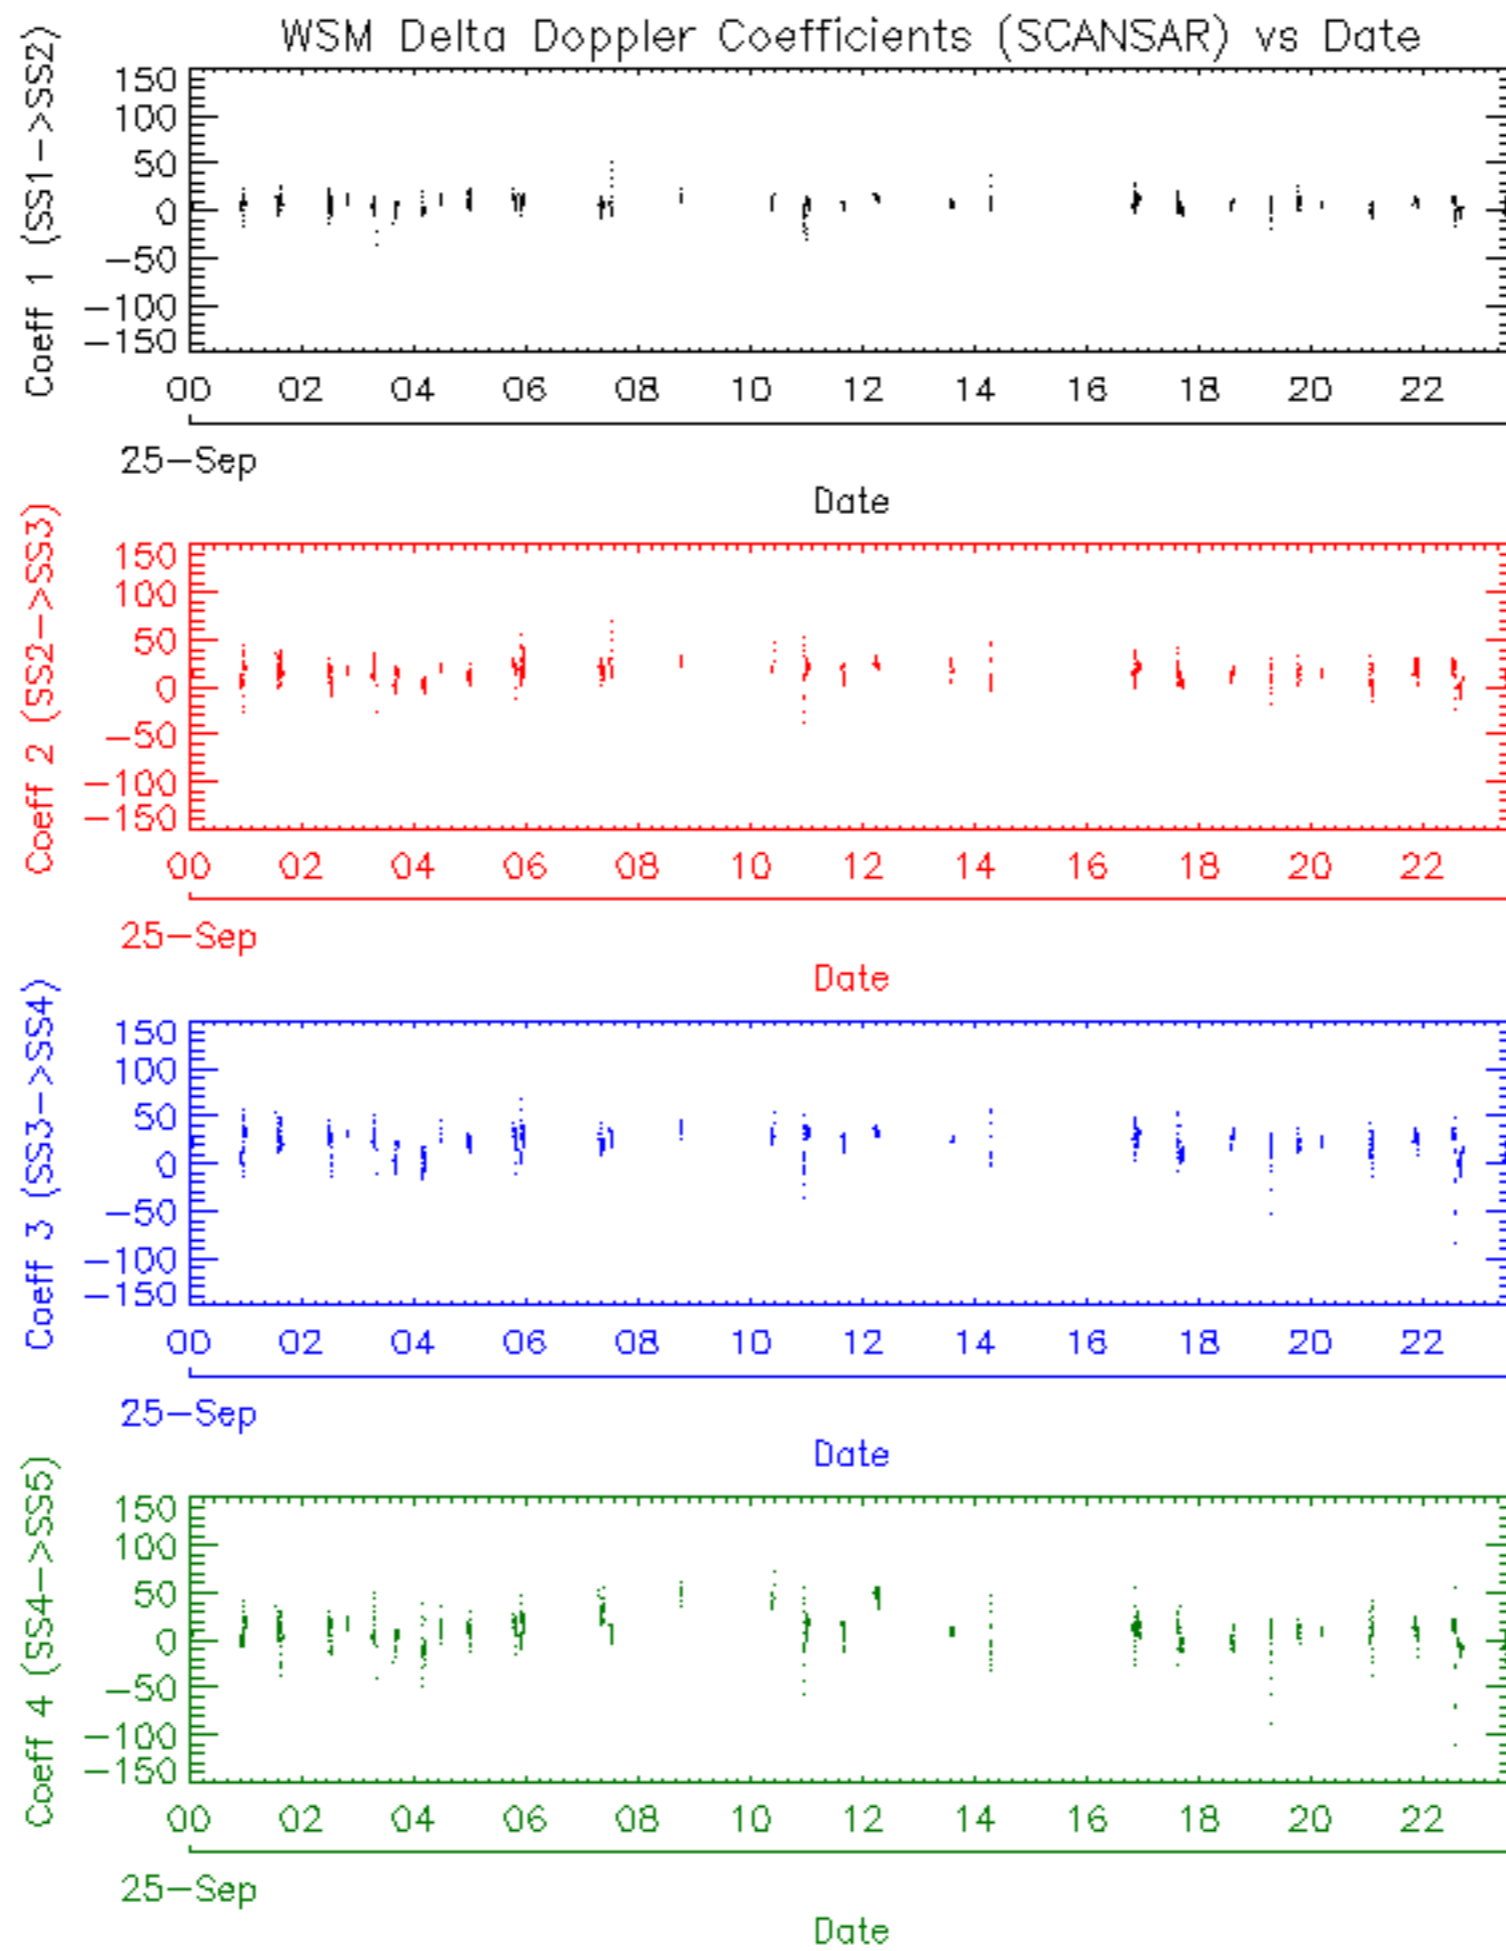 WSM Delta Doppler Coefficients (SCANSAR) vs Date
Coeff 1 (SS1->SS2)
150
100
50
0
-50
-100
-150
00 02 04 06 08 10 12 14 16 18 20 22
25-Sep
Date
Coeff 2 (SS2->SS3)
150
100
50
0
-50
-100
-150
00 02 04 06 08 10 12 14 16 18 20 22
25-Sep
Date
Coeff 3 (SS3->SS4)
150
100
50
0
-50
-100
-150
00 02 04 06 08 10 12 14 16 18 20 22
25-Sep
Date
Coeff 4 (SS4->SS5)
150
100
50
0
-50
-100
-150
00 02 04 06 08 10 12 14 16 18 20 22
25-Sep
Date